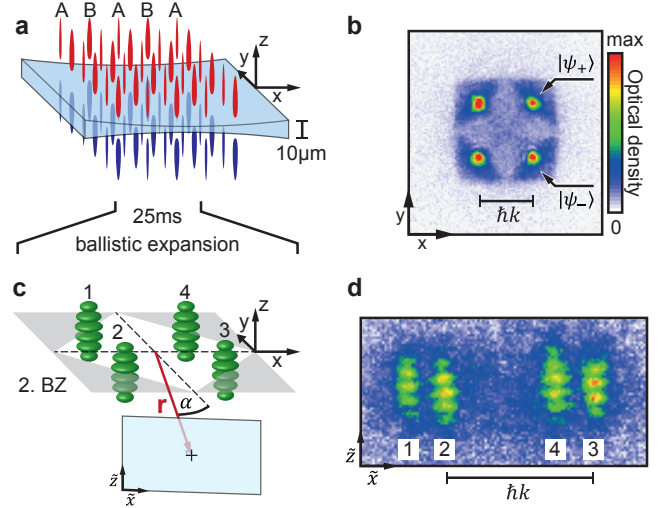 a
A B A B A
z
y
x
10µm
25ms
ballistic expansion
b
|ψ₊⟩
|ψ₋⟩
ħk
y
x
max
Optical density
0
c
1
4
2
3
z
y
x
2. BZ
r
α
z̃
x̃
d
1 2 4 3
z̃
x̃
ħk